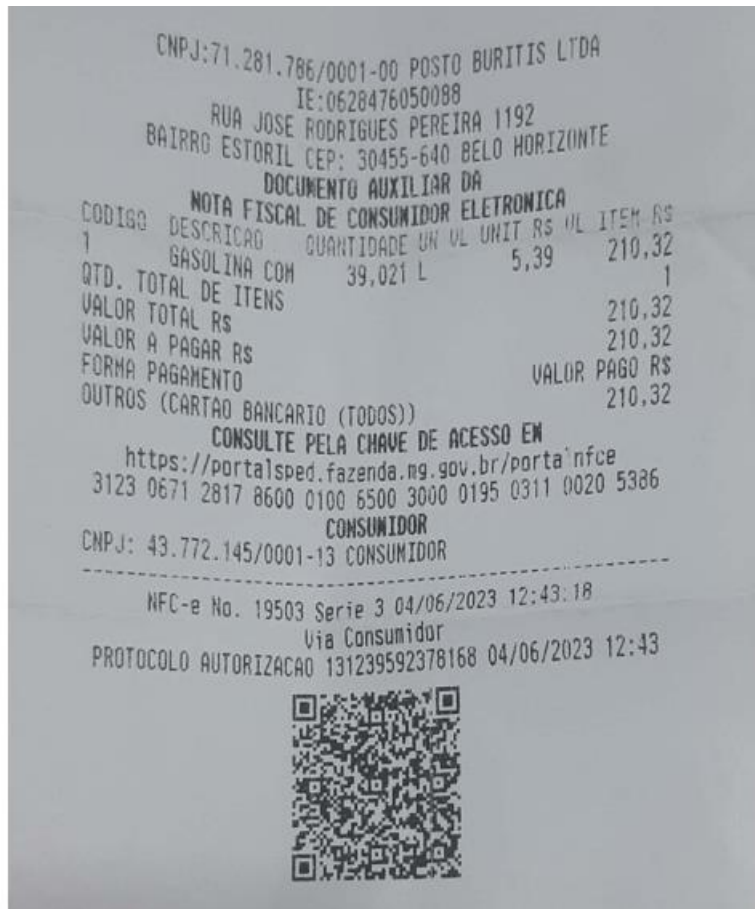 CNPJ:71.281.786/0001-00 POSTO BURITIS LTDA
IE:0628476050088
RUA JOSE RODRIGUES PEREIRA 1192
BAIRRO ESTORIL CEP: 30455-640 BELO HORIZONTE
DOCUMENTO AUXILIAR DA
NOTA FISCAL DE CONSUMIDOR ELETRONICA
CODIGO DESCRICAO QUANTIDADE UN VL UNIT R$ VL ITEM R$
1 GASOLINA COM 39,021 L 5,39 210,32
QTD. TOTAL DE ITENS 1
VALOR TOTAL R$ 210,32
VALOR A PAGAR R$ 210,32
FORMA PAGAMENTO VALOR PAGO R$
OUTROS (CARTAO BANCARIO (TODOS)) 210,32
CONSULTE PELA CHAVE DE ACESSO EM
https://portalsped.fazenda.mg.gov.br/portalnfce
3123 0671 2817 8600 0100 6500 3000 0195 0311 0020 5386
CONSUMIDOR
CNPJ: 43.772.145/0001-13 CONSUMIDOR
NFC-e No. 19503 Serie 3 04/06/2023 12:43:18
Via Consumidor
PROTOCOLO AUTORIZACAO 131239592378168 04/06/2023 12:43